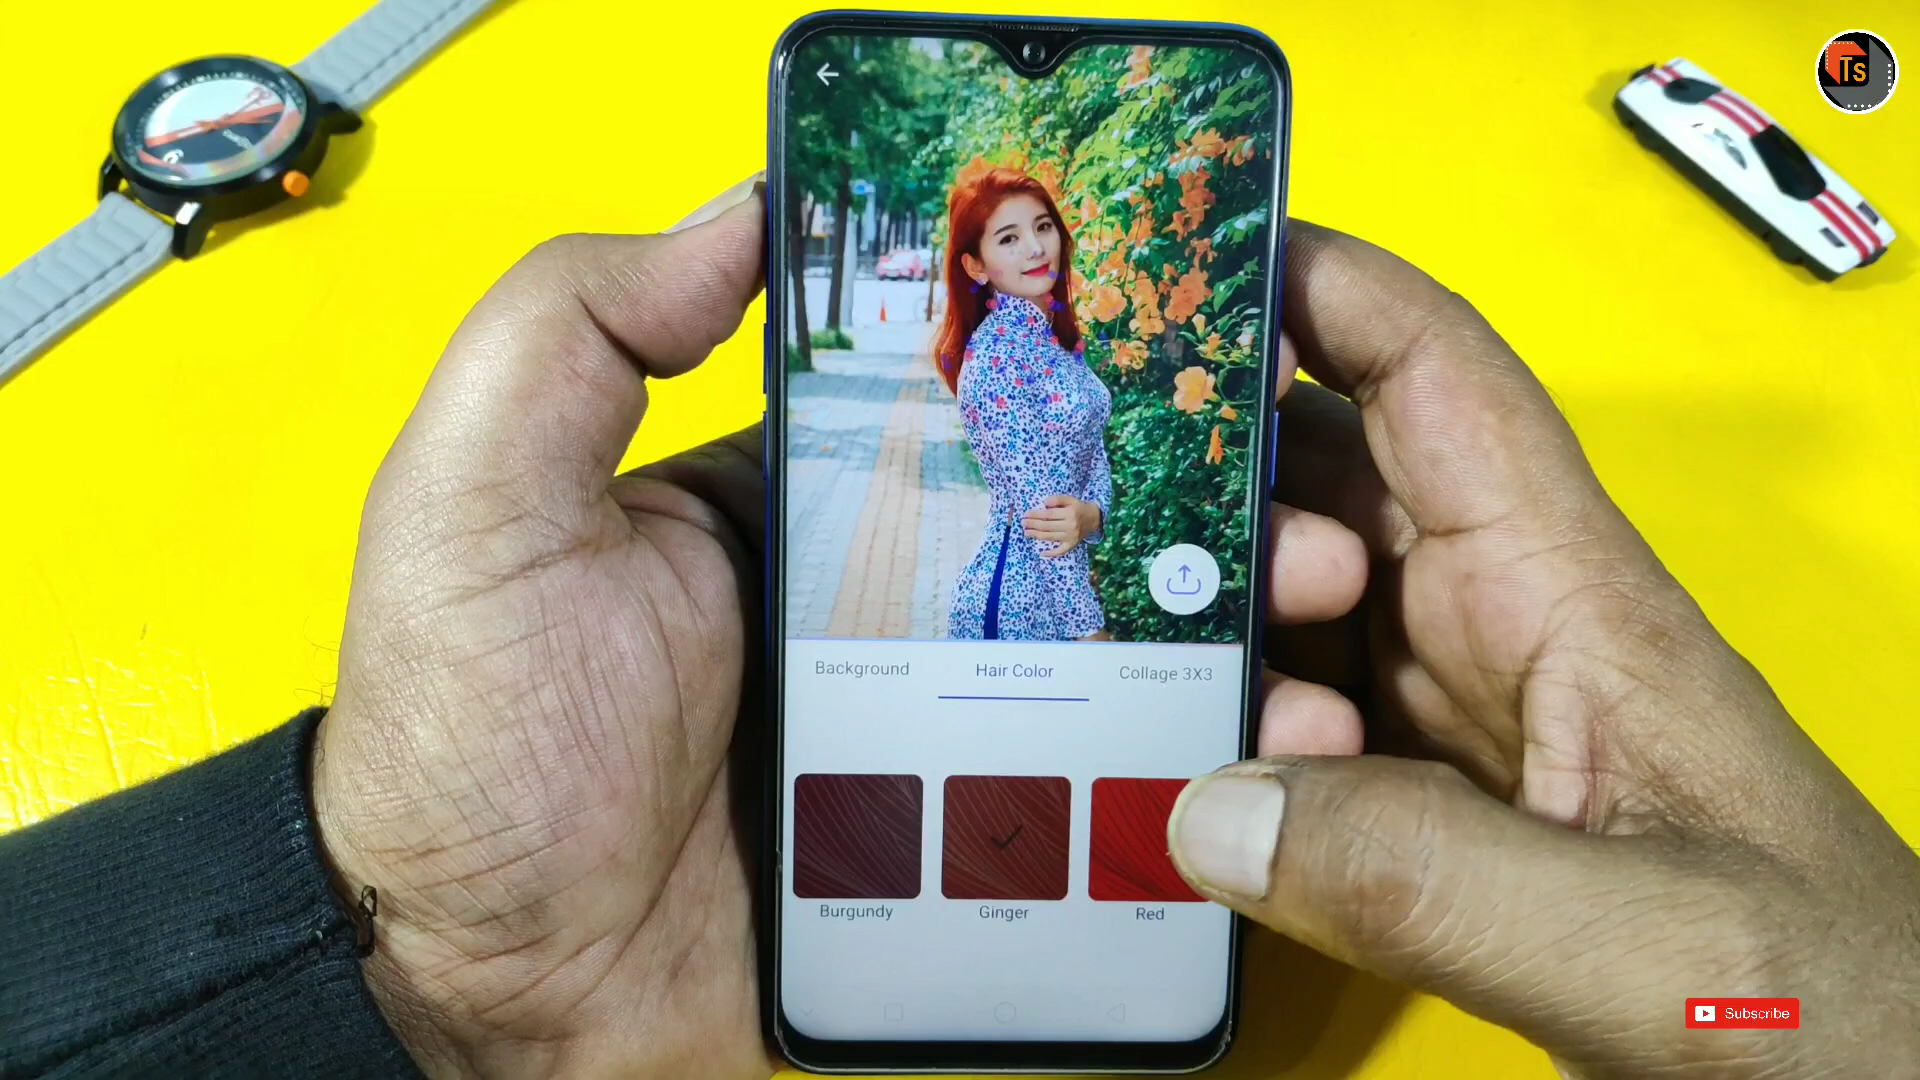 Ts
Background
Hair Color
Collage 3X3
Burgundy
Ginger
Red
Subscribe